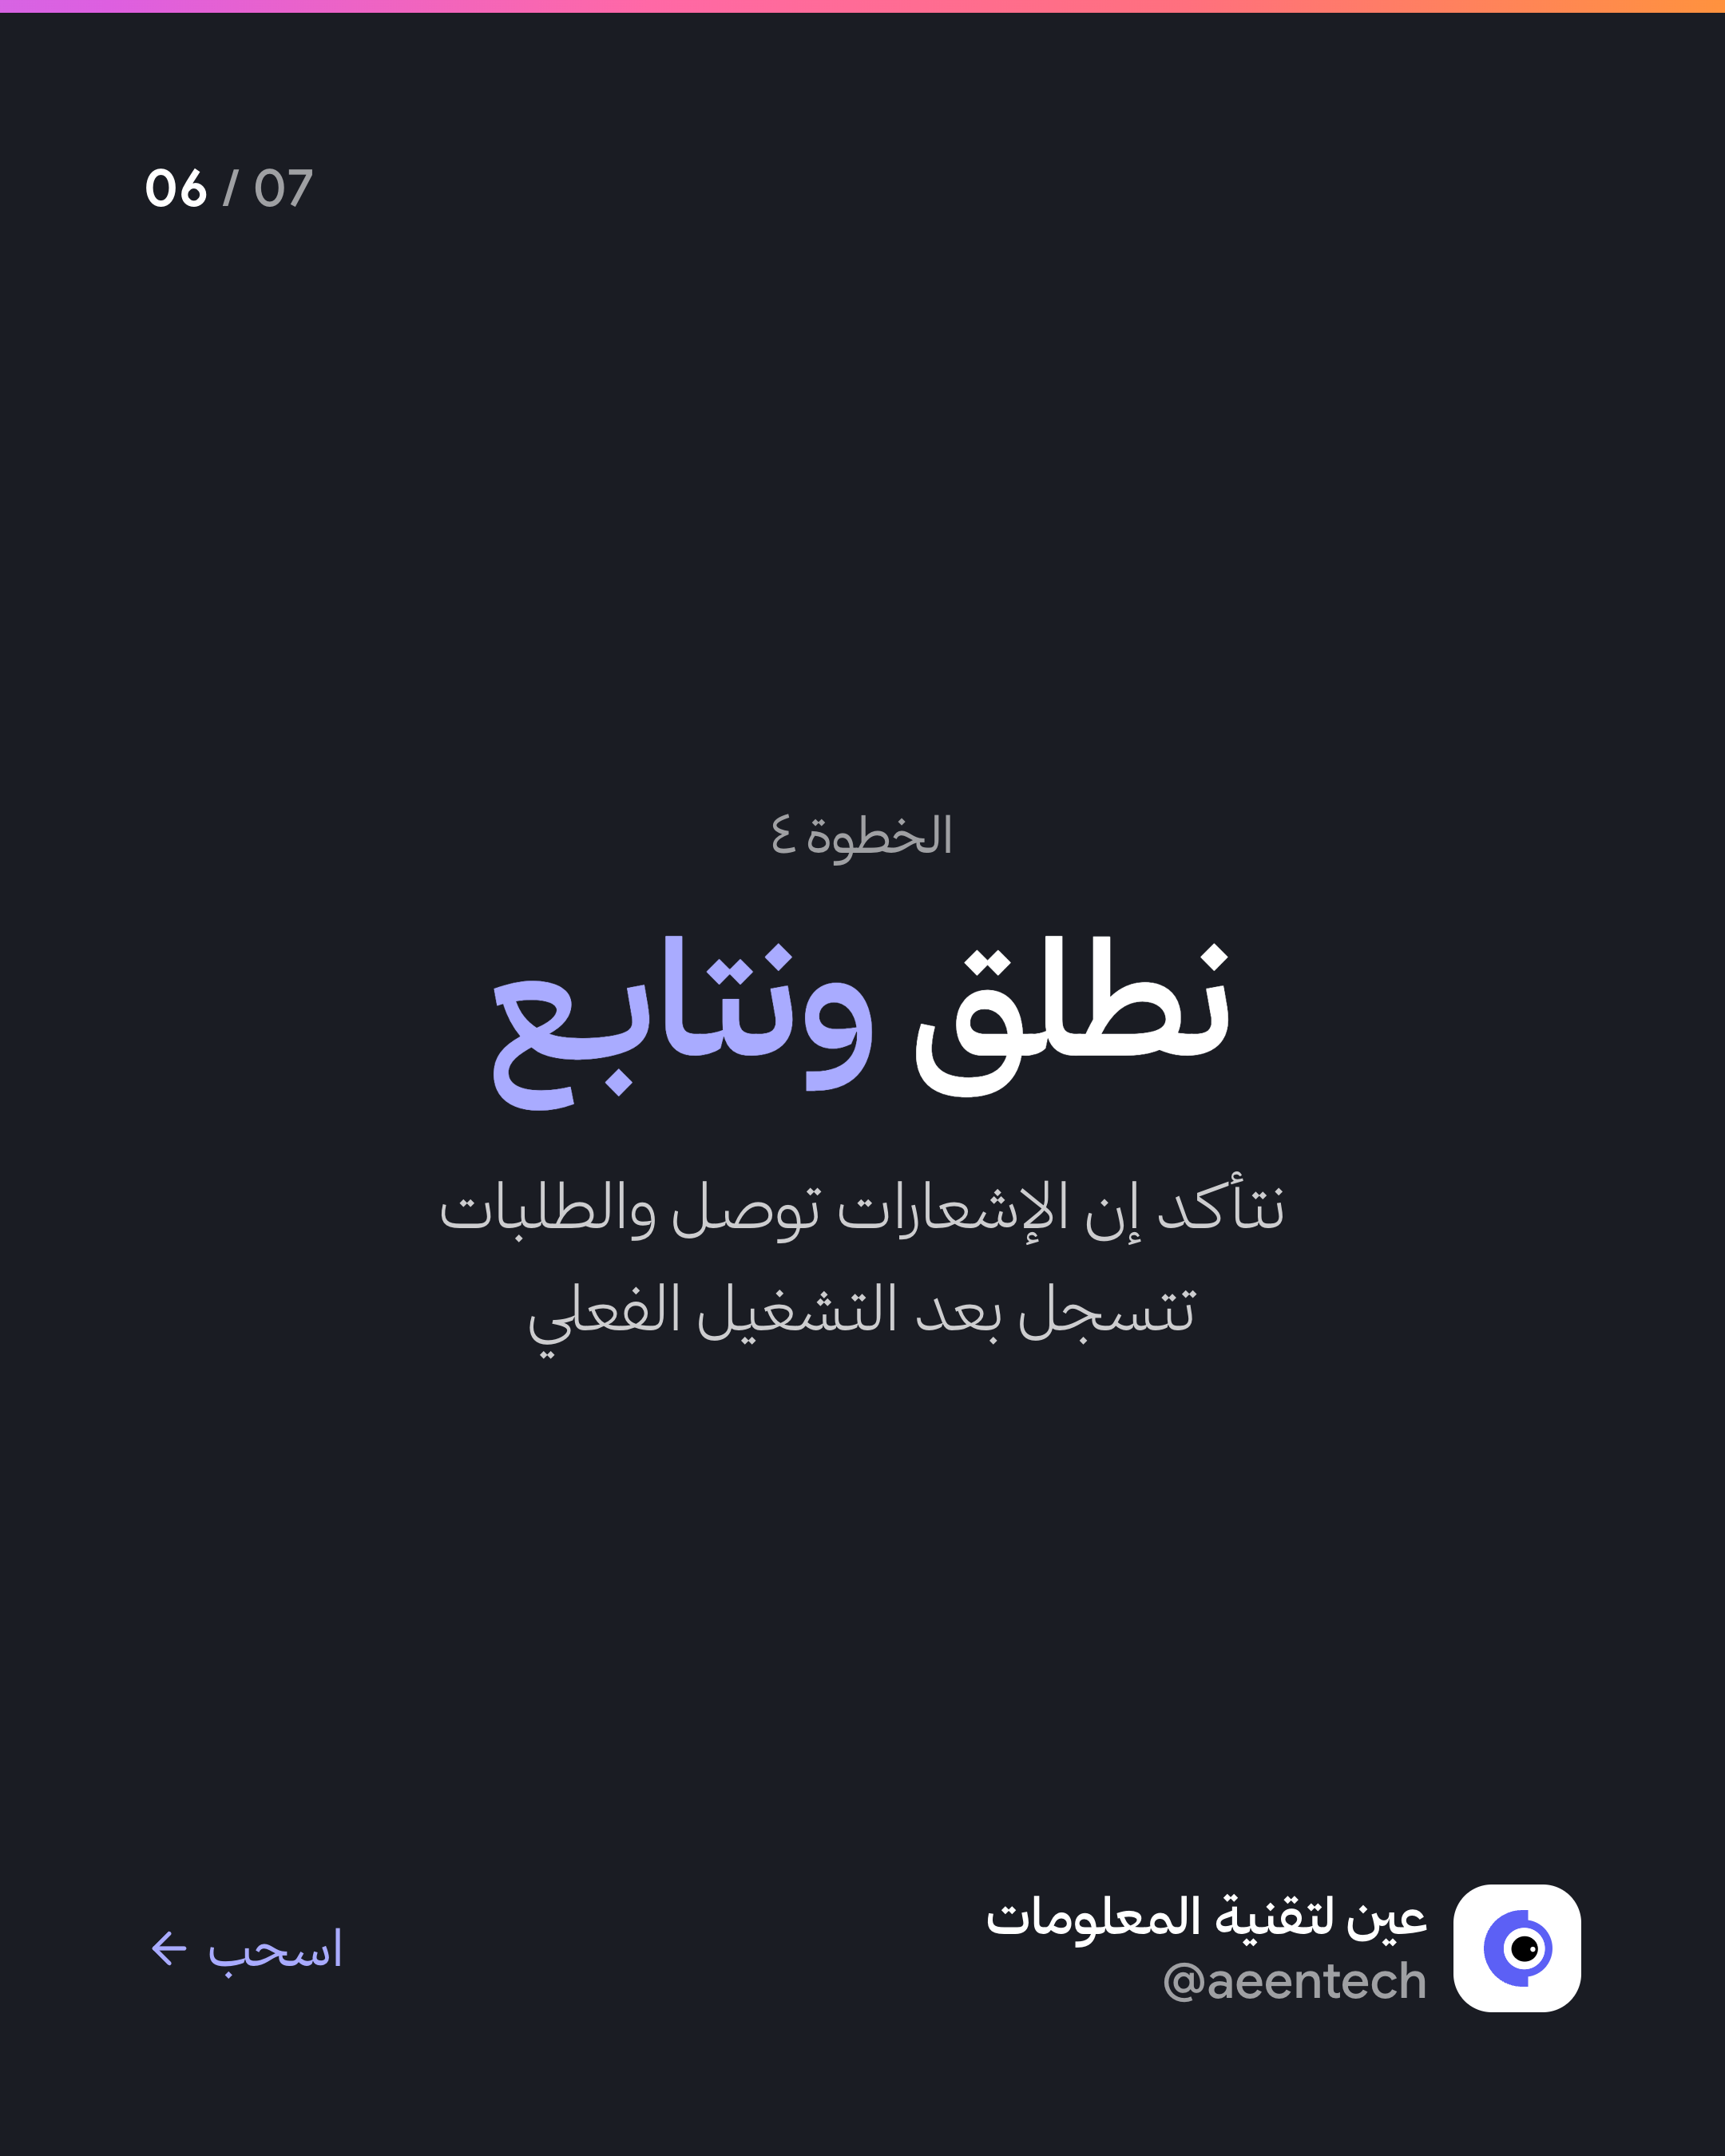 06 / 07
الخطوة ٤
نطلق ونتابع
نتأكد إن الإشعارات توصل والطلبات
تتسجل بعد التشغيل الفعلي
عين لتقنية المعلومات
@aeentech
اسحب ←